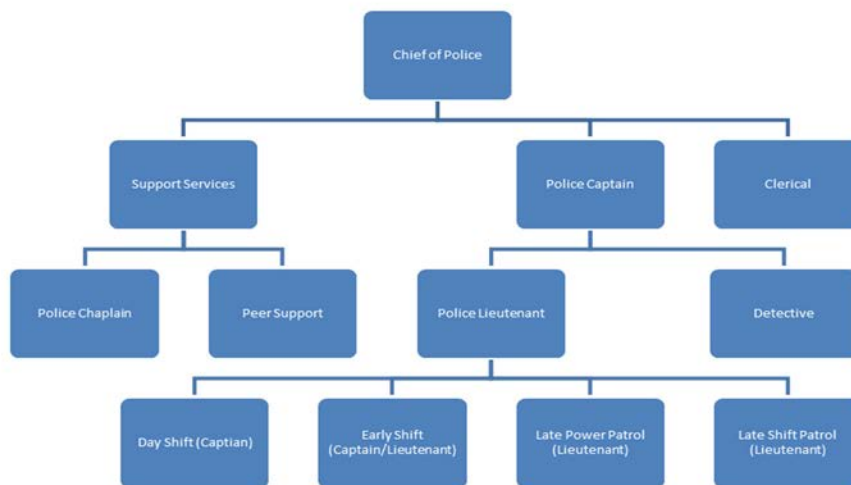 Chief of Police
Support Services
Police Captain
Clerical
Police Chaplain
Peer Support
Police Lieutenant
Detective
Day Shift (Captian)
Early Shift
(Captain/Lieutenant)
Late Power Patrol
(Lieutenant)
Late Shift Patrol
(Lieutenant)